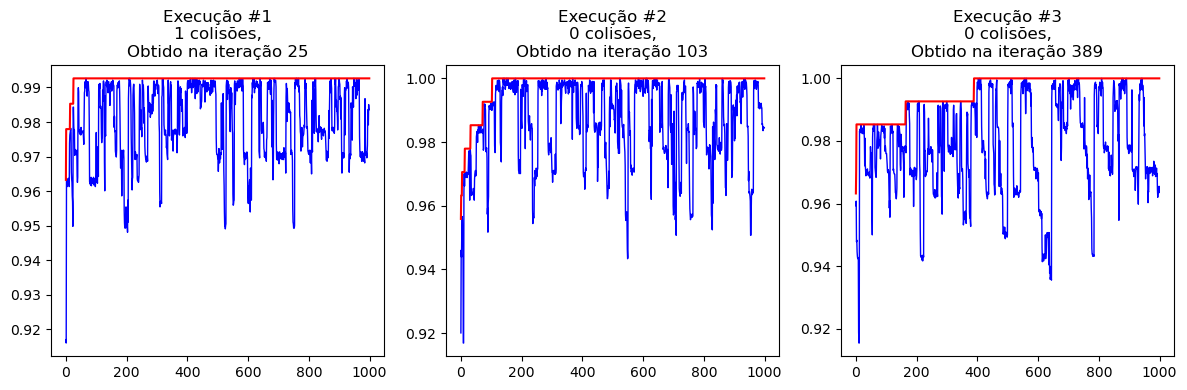 Execução #1
1 colisões,
Obtido na iteração 25
0.99
0.98
0.97
0.96
0.95
0.94
0.93
0.92
0 200 400 600 800 1000
Execução #2
0 colisões,
Obtido na iteração 103
1.00
0.98
0.96
0.94
0.92
0 200 400 600 800 1000
Execução #3
0 colisões,
Obtido na iteração 389
1.00
0.98
0.96
0.94
0.92
0 200 400 600 800 1000